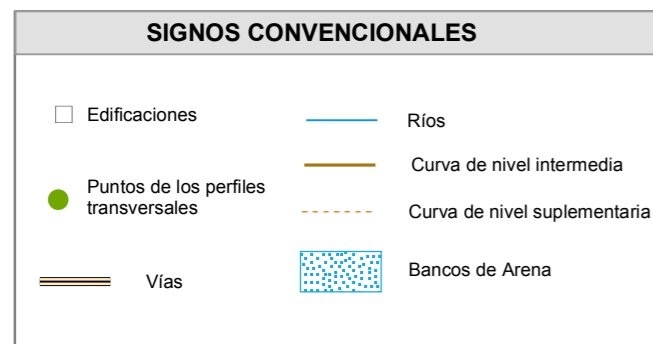 SIGNOS CONVENCIONALES
Edificaciones
Puntos de los perfiles
transversales
Vías
Ríos
Curva de nivel intermedia
Curva de nivel suplementaria
Bancos de Arena